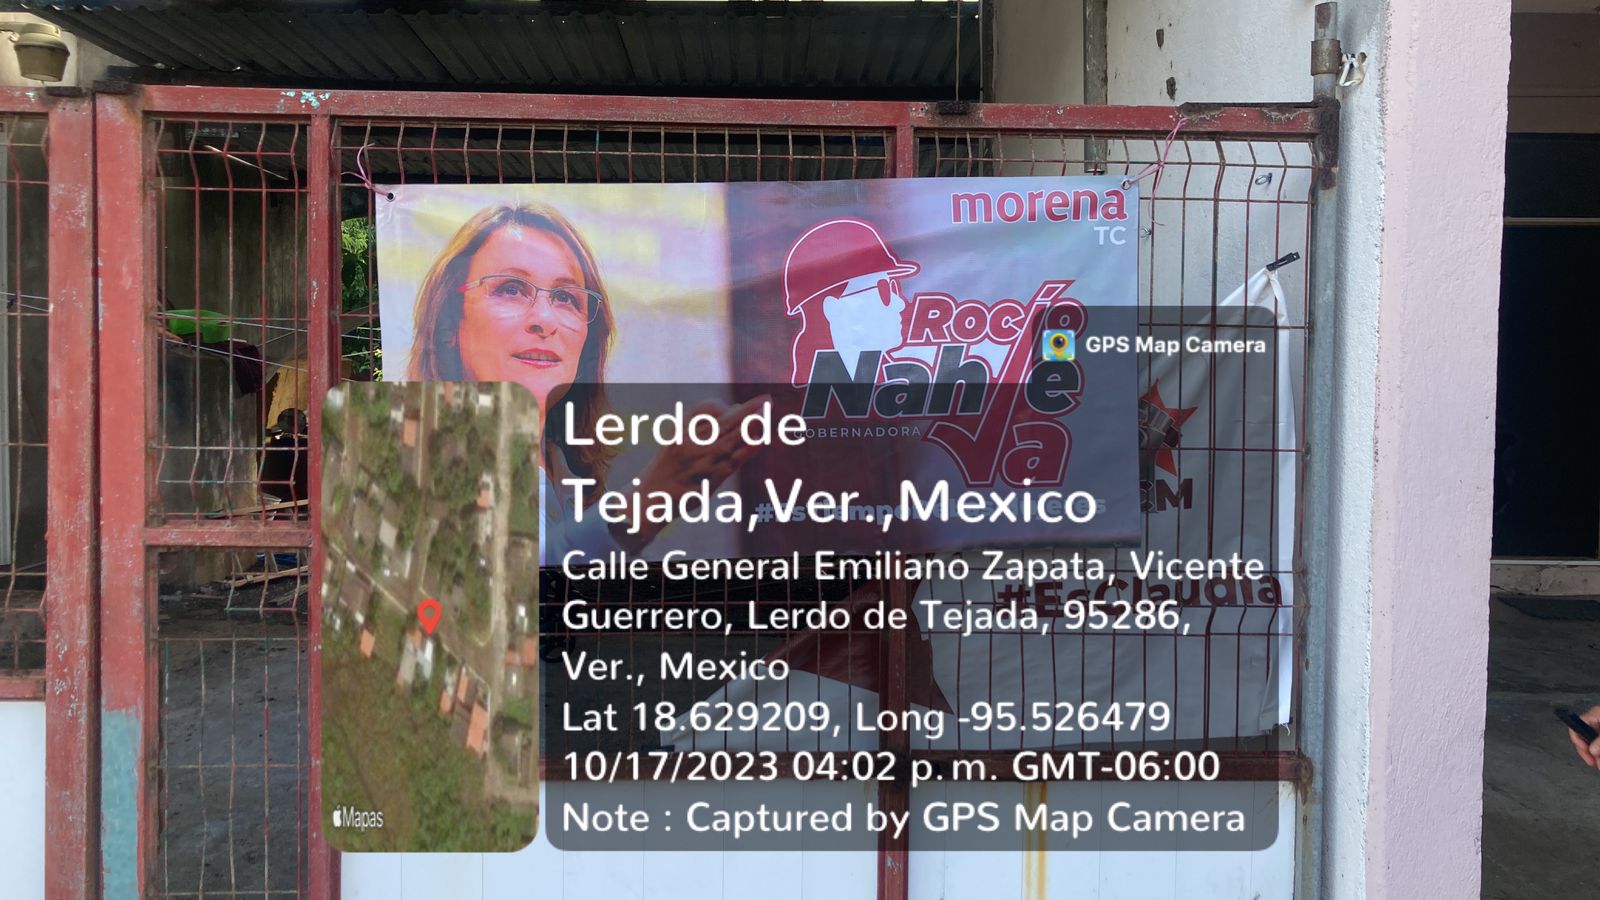 morena
TC
Rocío
Nahle
GOBERNADORA
Va
GPS Map Camera
Lerdo de
Tejada, Ver., Mexico
Calle General Emiliano Zapata, Vicente
Guerrero, Lerdo de Tejada, 95286,
Ver., Mexico
Lat 18.629209, Long -95.526479
10/17/2023 04:02 p. m. GMT-06:00
Note : Captured by GPS Map Camera
Mapas
#EsClaudia